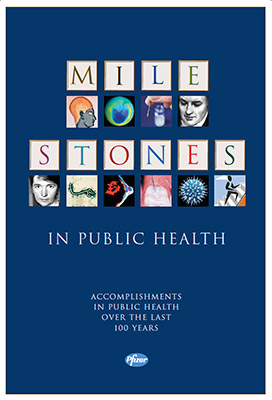 MILE
STONES
IN PUBLIC HEALTH
ACCOMPLISHMENTS
IN PUBLIC HEALTH
OVER THE LAST
100 YEARS
Pfizer